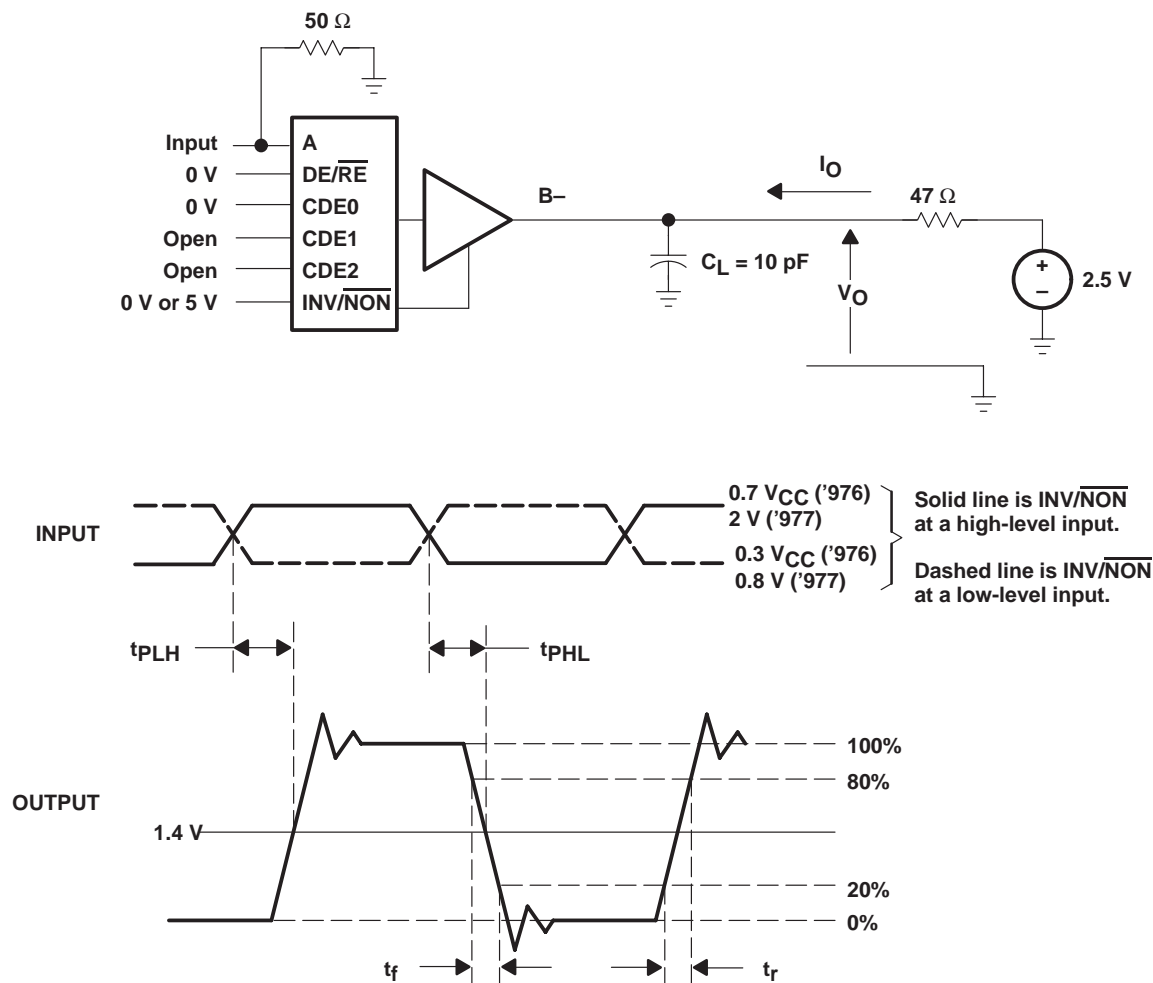 50 Ω
Input
A
0 V
DE/RE
0 V
CDE0
Open
CDE1
Open
CDE2
0 V or 5 V
INV/NON
B–
IO
47 Ω
CL = 10 pF
VO
+
–
2.5 V
INPUT
0.7 VCC ('976)
2 V ('977)
0.3 VCC ('976)
0.8 V ('977)
Solid line is INV/NON
at a high-level input.
Dashed line is INV/NON
at a low-level input.
tPLH
tPHL
OUTPUT
1.4 V
100%
80%
20%
0%
tf
tr